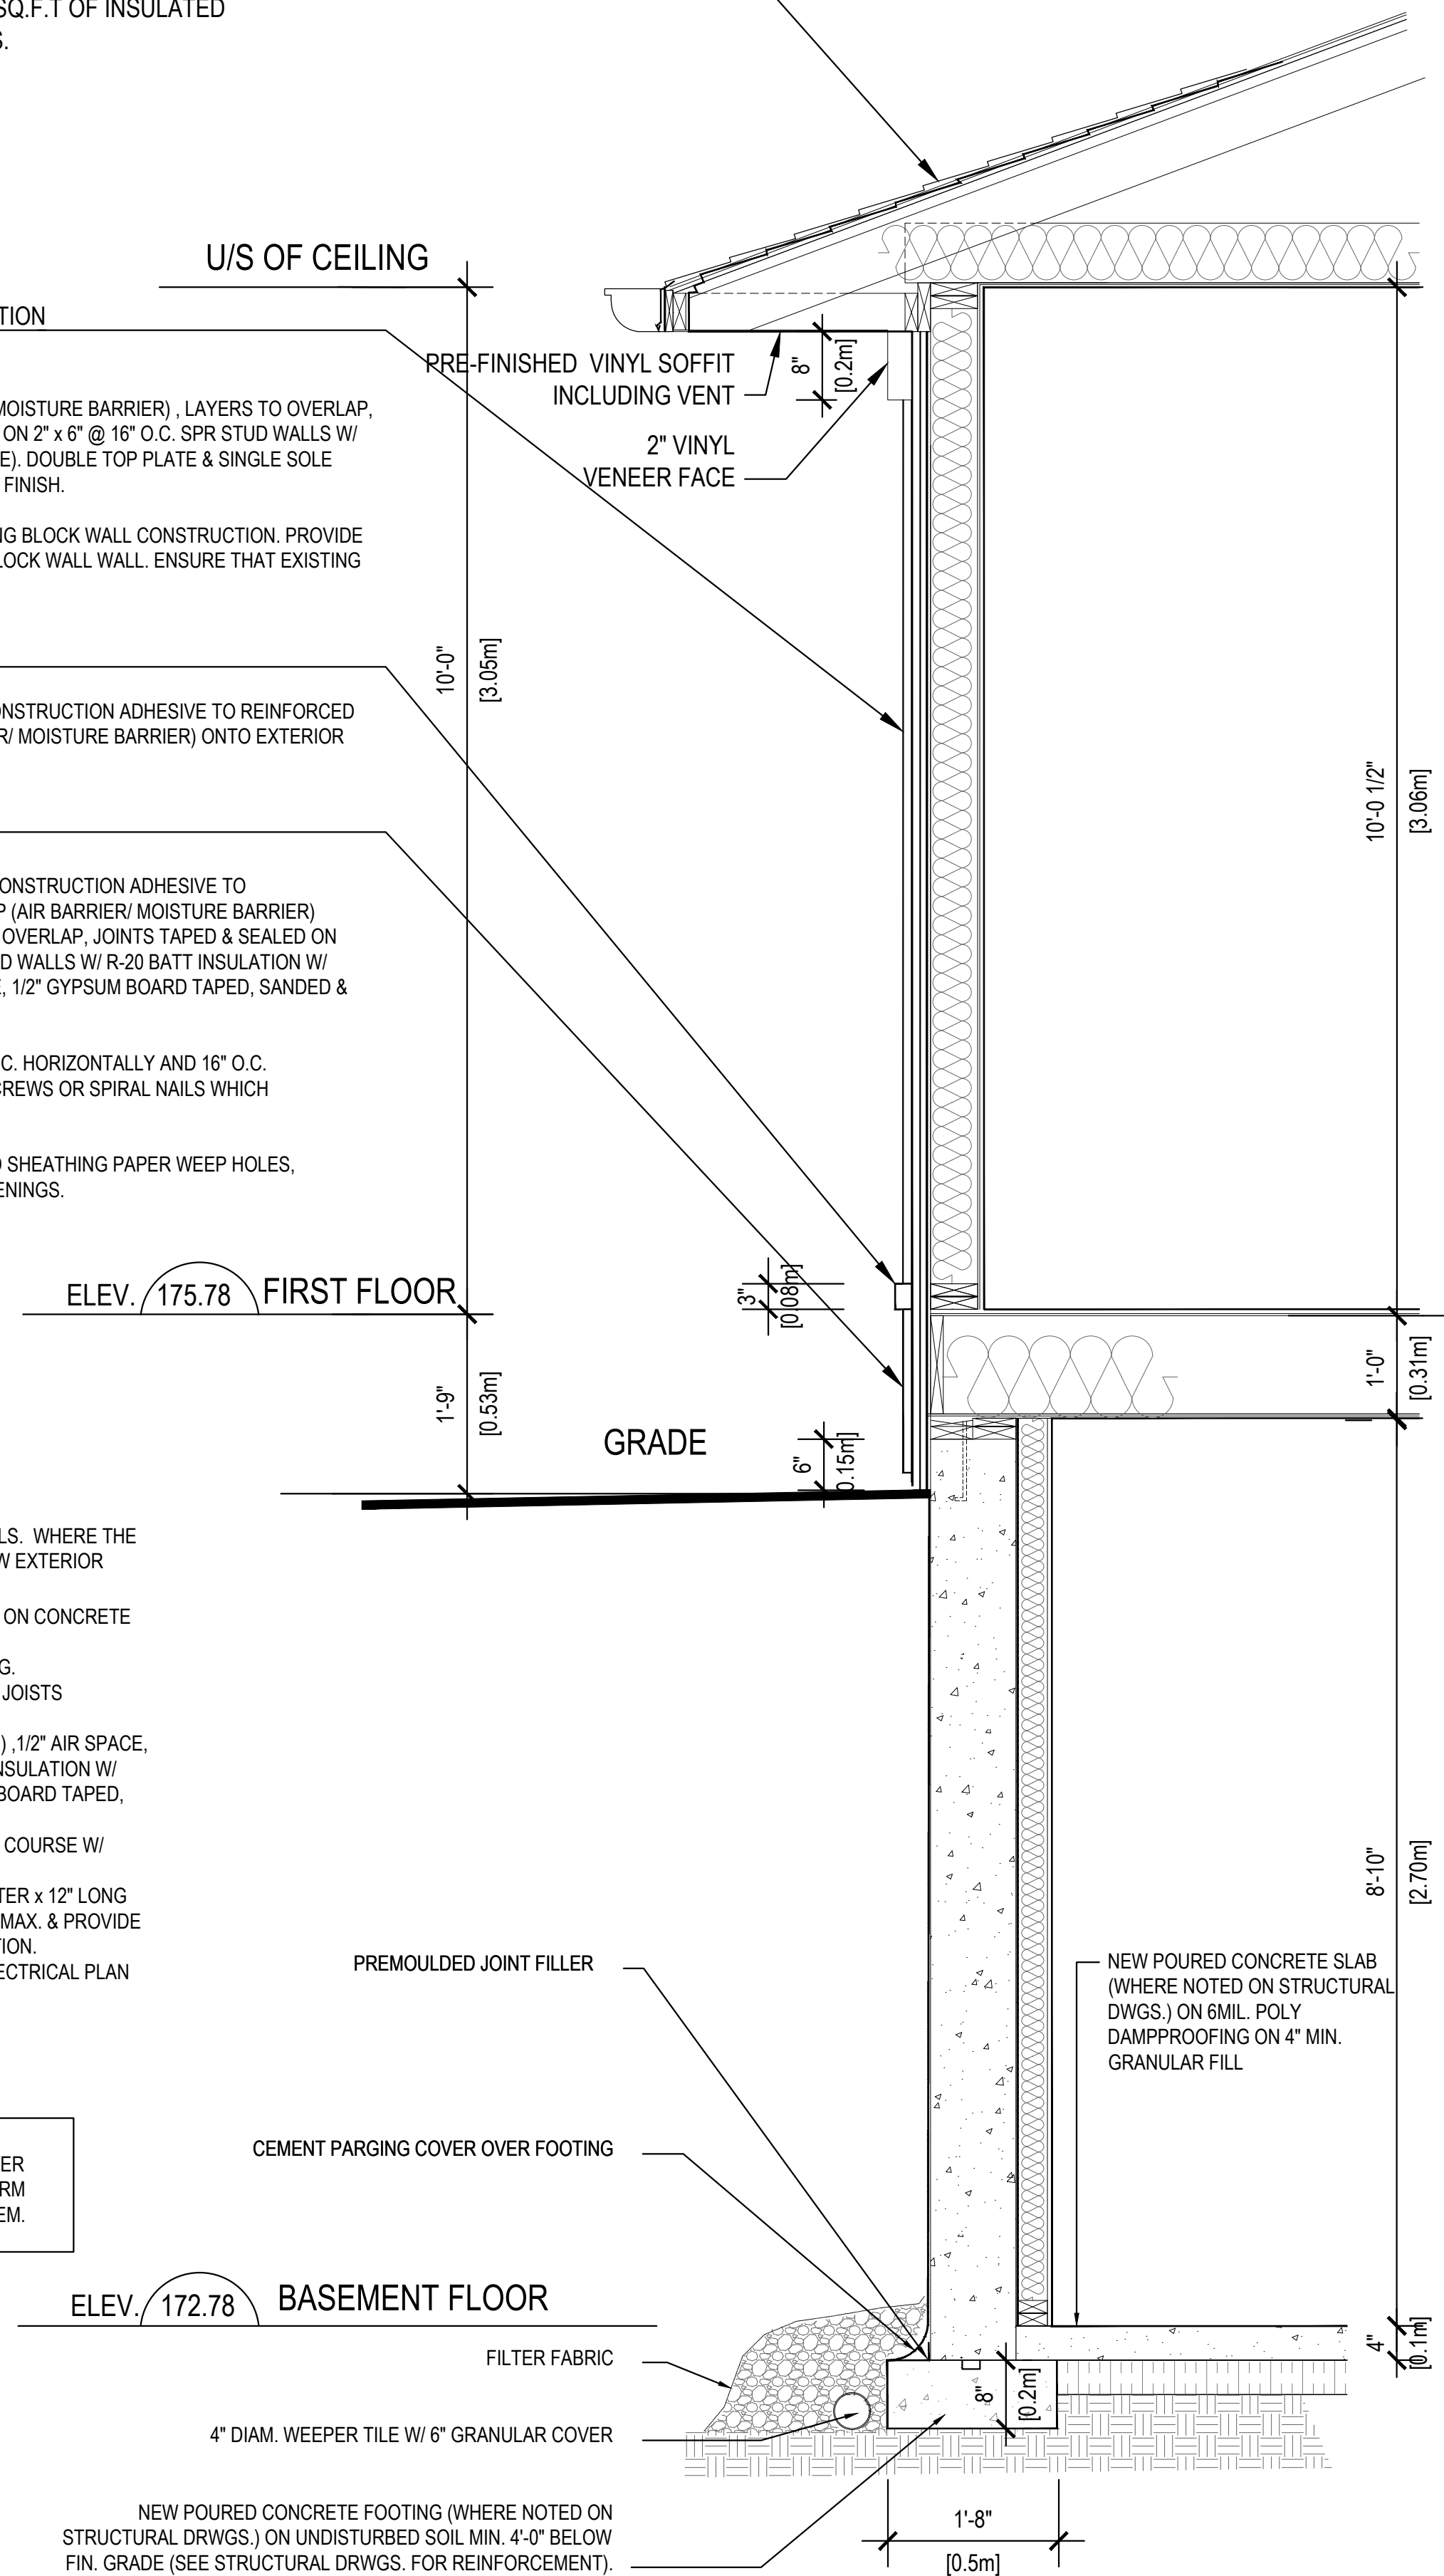 SQ.F.T OF INSULATED
S.
U/S OF CEILING
TION
PRE-FINISHED VINYL SOFFIT
INCLUDING VENT
8"
[0.2m]
MOISTURE BARRIER) , LAYERS TO OVERLAP,
ON 2" x 6" @ 16" O.C. SPR STUD WALLS W/
E). DOUBLE TOP PLATE & SINGLE SOLE
FINISH.
2" VINYL
VENEER FACE
NG BLOCK WALL CONSTRUCTION. PROVIDE
LOCK WALL WALL. ENSURE THAT EXISTING
10'-0"
[3.05m]
ONSTRUCTION ADHESIVE TO REINFORCED
R/ MOISTURE BARRIER) ONTO EXTERIOR
10'-0 1/2"
[3.06m]
CONSTRUCTION ADHESIVE TO
P (AIR BARRIER/ MOISTURE BARRIER)
OVERLAP, JOINTS TAPED & SEALED ON
D WALLS W/ R-20 BATT INSULATION W/
E, 1/2" GYPSUM BOARD TAPED, SANDED &
.C. HORIZONTALLY AND 16" O.C.
CREWS OR SPIRAL NAILS WHICH
O SHEATHING PAPER WEEP HOLES,
ENINGS.
ELEV. 175.78 FIRST FLOOR
3"
[0.08m]
1'-9"
[0.53m]
1'-0"
[0.31m]
GRADE
6"
0.15m]
LS. WHERE THE
W EXTERIOR
ON CONCRETE
G.
JOISTS
) ,1/2" AIR SPACE,
NSULATION W/
BOARD TAPED,
COURSE W/
TER x 12" LONG
MAX. & PROVIDE
TION.
ECTRICAL PLAN
8'-10"
[2.70m]
PREMOULDED JOINT FILLER
NEW POURED CONCRETE SLAB
(WHERE NOTED ON STRUCTURAL
DWGS.) ON 6MIL. POLY
DAMPPROOFING ON 4" MIN.
GRANULAR FILL
CEMENT PARGING COVER OVER FOOTING
ER
RM
EM.
ELEV. 172.78 BASEMENT FLOOR
4"
[0.1m]
FILTER FABRIC
8"
[0.2m]
4" DIAM. WEEPER TILE W/ 6" GRANULAR COVER
NEW POURED CONCRETE FOOTING (WHERE NOTED ON
STRUCTURAL DRWGS.) ON UNDISTURBED SOIL MIN. 4'-0" BELOW
FIN. GRADE (SEE STRUCTURAL DRWGS. FOR REINFORCEMENT).
1'-8"
[0.5m]